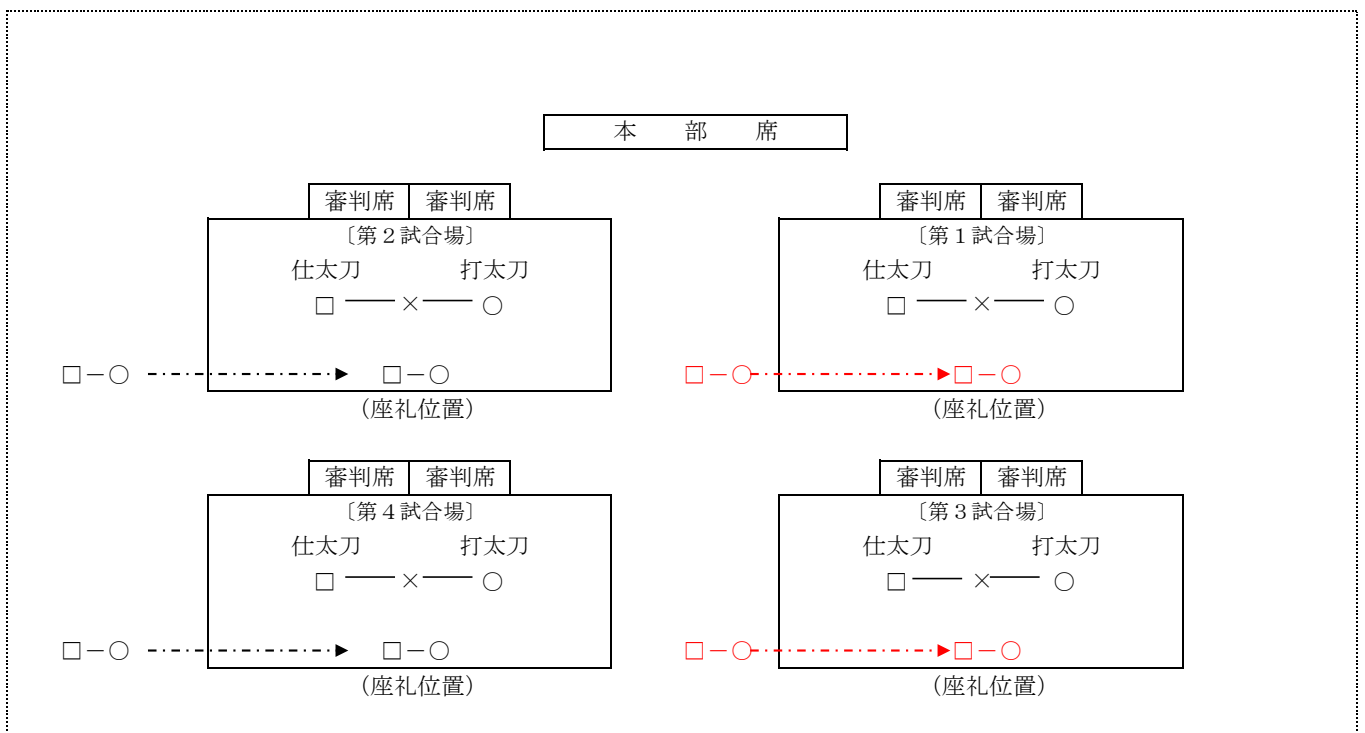 本 部 席
審判席 審判席 審判席 審判席
〔第２試合場〕 〔第１試合場〕
仕太刀 打太刀 仕太刀 打太刀
□ ― × ― ○ □ ― × ― ○
□－○ □－○ □－○ □－○
（座礼位置） （座礼位置）
審判席 審判席 審判席 審判席
〔第４試合場〕 〔第３試合場〕
仕太刀 打太刀 仕太刀 打太刀
□ ― × ― ○ □ ― × ― ○
□－○ □－○ □－○ □－○
（座礼位置） （座礼位置）